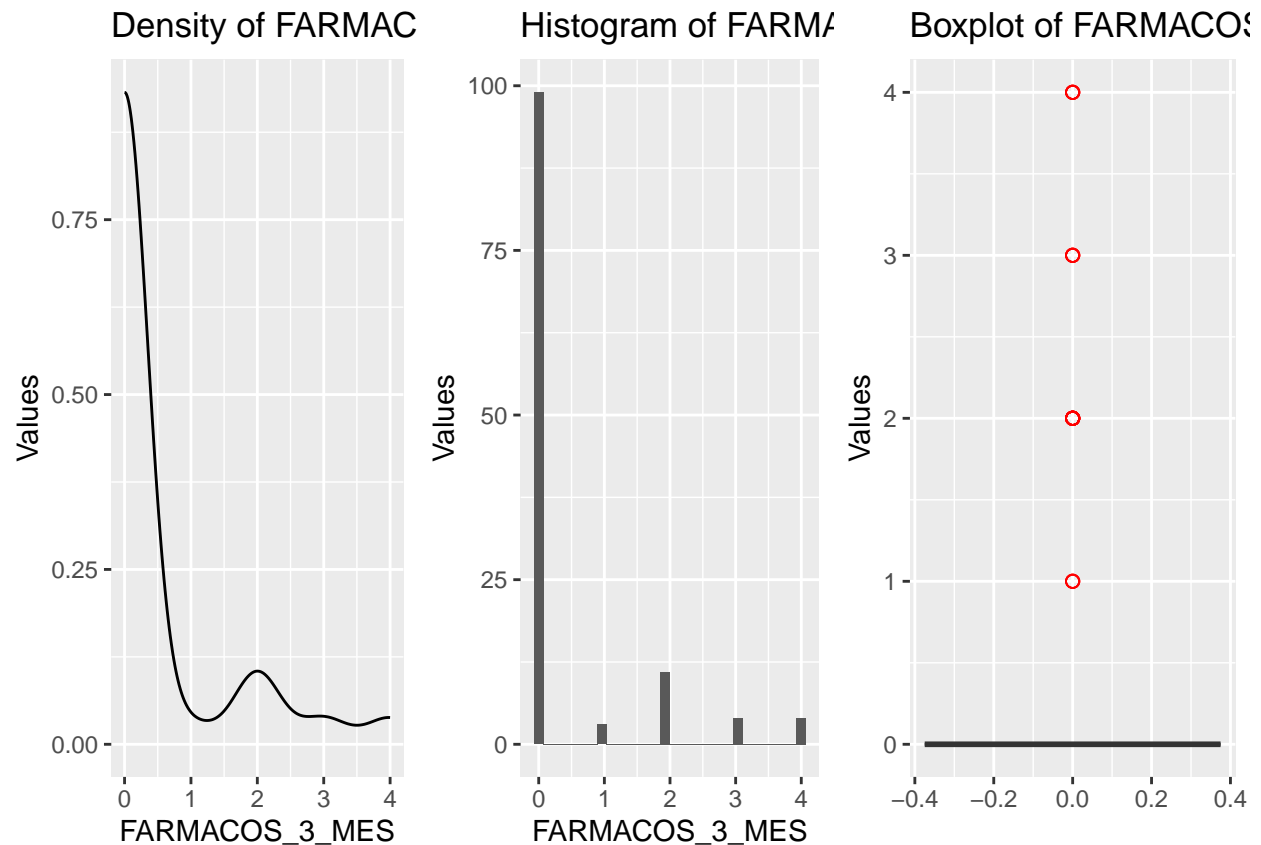 Density of FARMAC
Values
0.75
0.50
0.25
0.00
0 1 2 3 4
FARMACOS_3_MES
Histogram of FARMA
Values
100
75
50
25
0
0 1 2 3 4
FARMACOS_3_MES
Boxplot of FARMACOS
Values
4
3
2
1
0
−0.4 −0.2 0.0 0.2 0.4